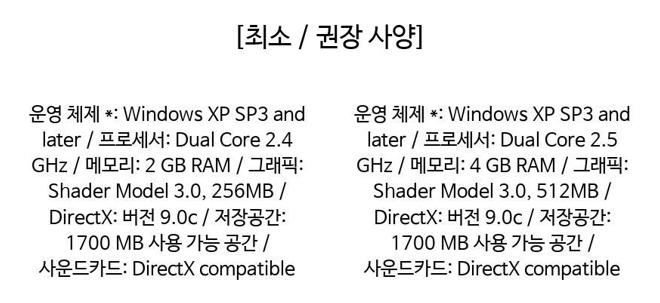 [최소 / 권장 사양]
운영 체제 *: Windows XP SP3 and
later / 프로세서: Dual Core 2.4
GHz / 메모리: 2 GB RAM / 그래픽:
Shader Model 3.0, 256MB /
DirectX: 버전 9.0c / 저장공간:
1700 MB 사용 가능 공간 /
사운드카드: DirectX compatible
운영 체제 *: Windows XP SP3 and
later / 프로세서: Dual Core 2.5
GHz / 메모리: 4 GB RAM / 그래픽:
Shader Model 3.0, 512MB /
DirectX: 버전 9.0c / 저장공간:
1700 MB 사용 가능 공간 /
사운드카드: DirectX compatible